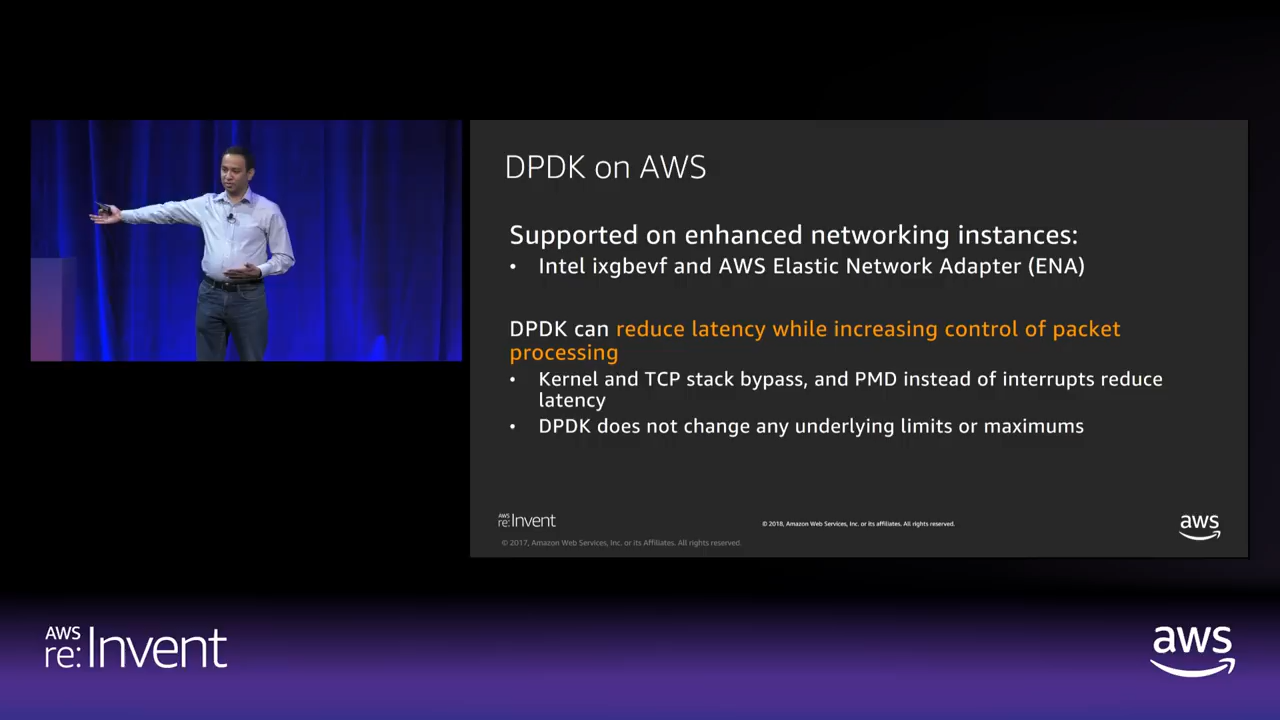 DPDK on AWS
Supported on enhanced networking instances:
• Intel ixgbevf and AWS Elastic Network Adapter (ENA)
DPDK can reduce latency while increasing control of packet
processing
• Kernel and TCP stack bypass, and PMD instead of interrupts reduce
latency
• DPDK does not change any underlying limits or maximums
AWS
re:Invent
© 2018, Amazon Web Services, Inc. or its affiliates. All rights reserved.
aws
© 2017, Amazon Web Services, Inc. or its Affiliates. All rights reserved.
AWS
re:Invent
aws